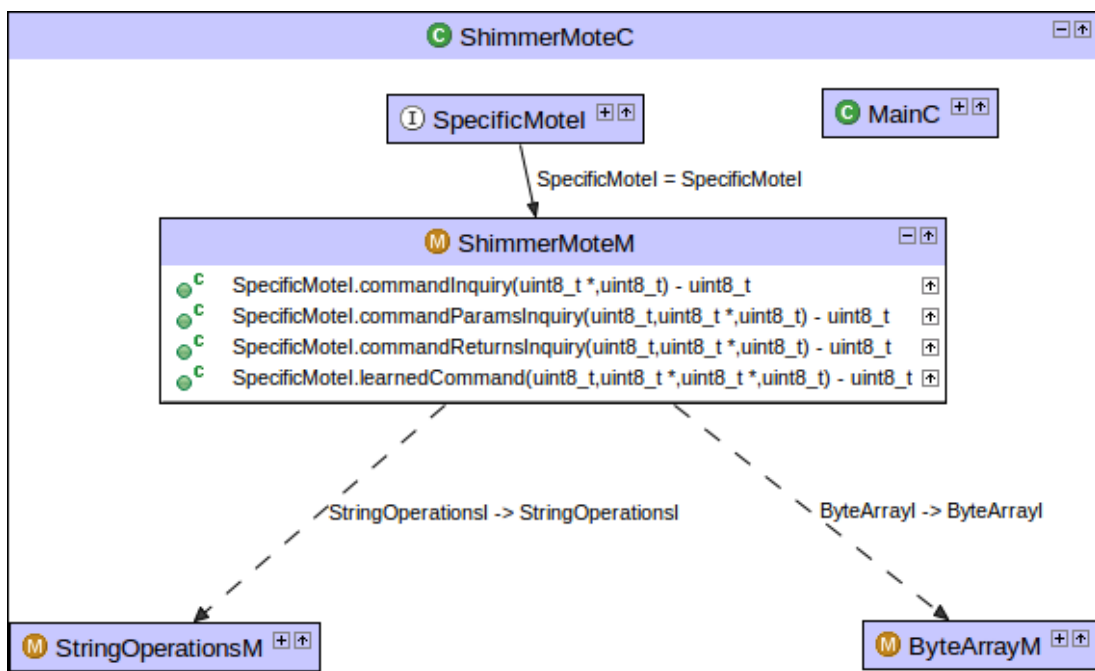 C ShimmerMoteC
I SpecificMoteI
C MainC
SpecificMoteI = SpecificMoteI
M ShimmerMoteM
C SpecificMoteI.commandInquiry(uint8_t *,uint8_t) - uint8_t
C SpecificMoteI.commandParamsInquiry(uint8_t,uint8_t *,uint8_t) - uint8_t
C SpecificMoteI.commandReturnsInquiry(uint8_t,uint8_t *,uint8_t) - uint8_t
C SpecificMoteI.learnedCommand(uint8_t,uint8_t *,uint8_t *,uint8_t) - uint8_t
StringOperationsI -> StringOperationsI
ByteArrayI -> ByteArrayI
M StringOperationsM
M ByteArrayM